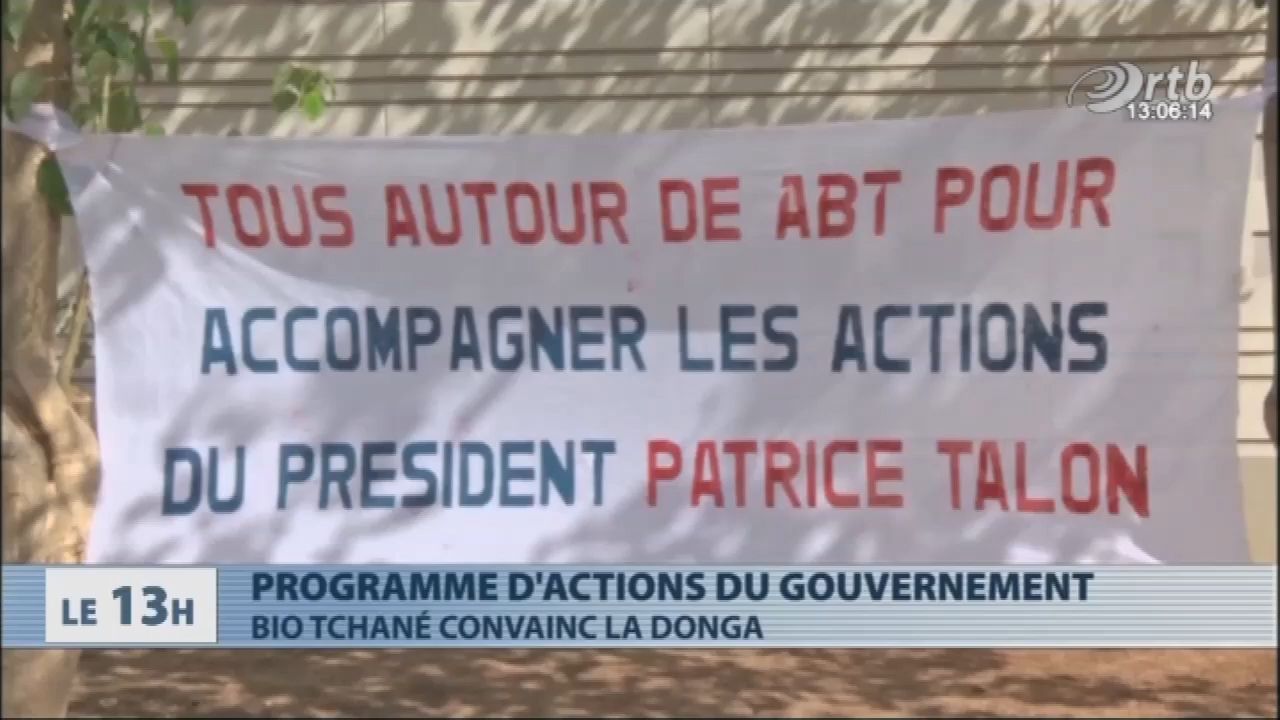 ortb
13:06:14
TOUS AUTOUR DE ABT POUR
ACCOMPAGNER LES ACTIONS
DU PRESIDENT PATRICE TALON
LE 13H
PROGRAMME D'ACTIONS DU GOUVERNEMENT
BIO TCHANÉ CONVAINC LA DONGA